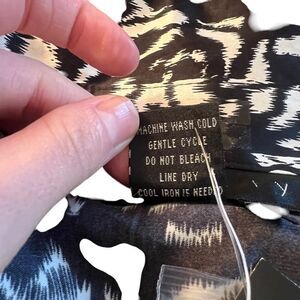 MACHINE WASH COLD
GENTLE CYCLE
DO NOT BLEACH
LINE DRY
COOL IRON IF NEEDED